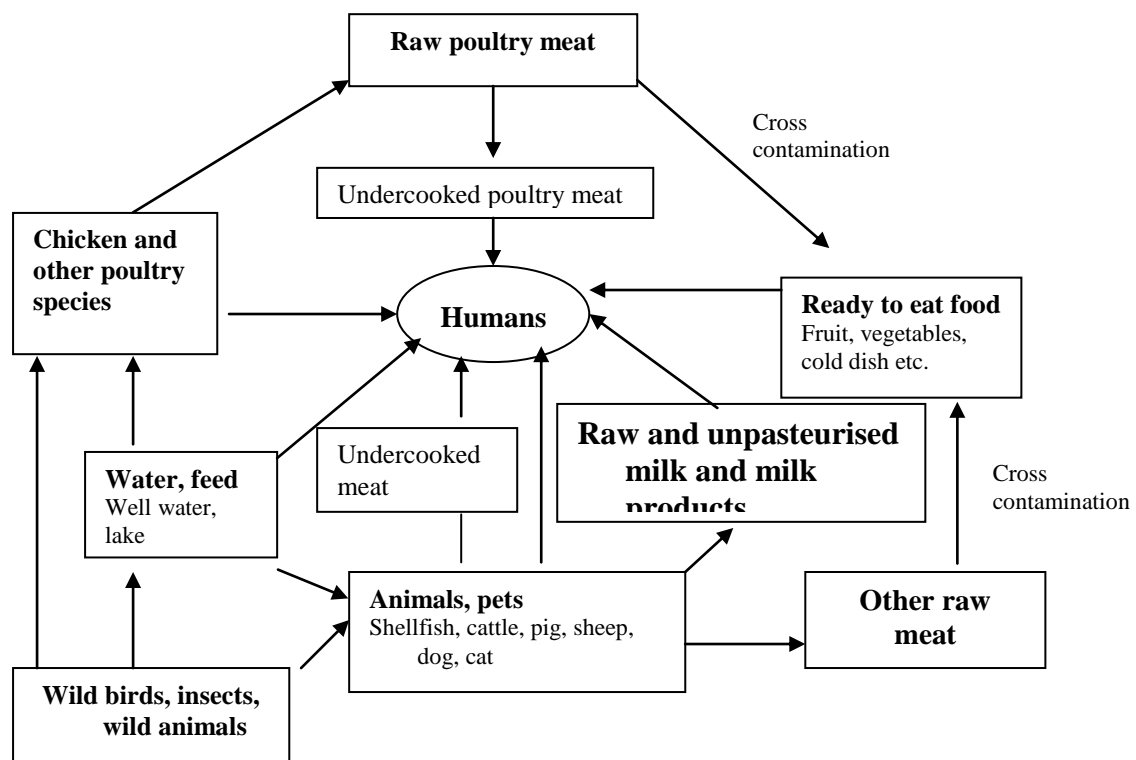 Raw poultry meat
Cross
contamination
Undercooked poultry meat
Chicken and
other poultry
species
Humans
Ready to eat food
Fruit, vegetables,
cold dish etc.
Raw and unpasteurised
milk and milk
products
Undercooked
meat
Water, feed
Well water,
lake
Cross
contamination
Animals, pets
Shellfish, cattle, pig, sheep,
dog, cat
Other raw
meat
Wild birds, insects,
wild animals